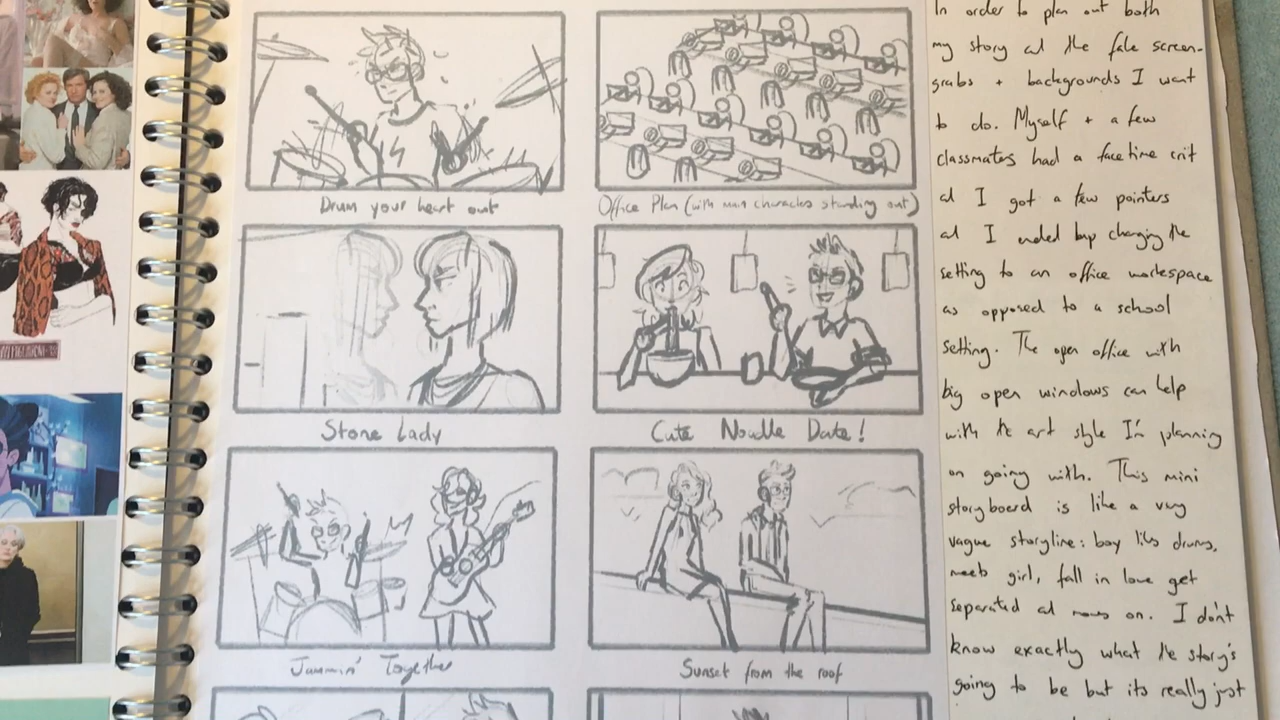 Drum your heart out
Office Plan (with main characters standing out)
Stone Lady
Cute Noodle Date!
Jammin' Together
Sunset from the roof
In order to plan out both
my story and the fake screen-
grabs + backgrounds I want
to do. Myself + a few
classmates had a facetime crit
and I got a few pointers
and I ended up changing the
setting to an office workspace
as opposed to a school
setting. The open office with
big open windows can help
with the art style I'm planning
on going with. This mini
storyboard is like a very
vague storyline: boy likes drums,
meets girl, fall in love get
separated and moves on. I don't
know exactly what the story's
going to be but its really just